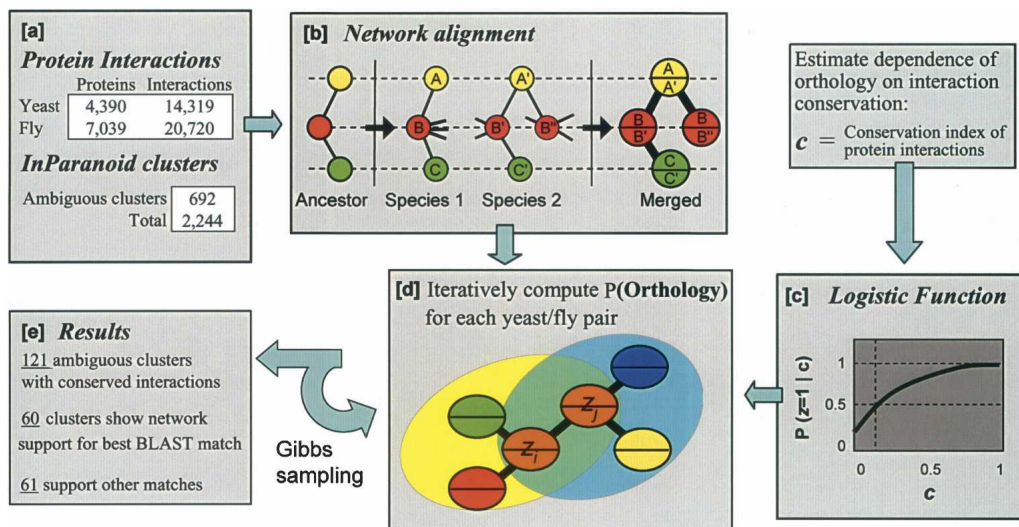 [a]
Protein Interactions
Proteins Interactions
Yeast 4,390 14,319
Fly 7,039 20,720
InParanoid clusters
Ambiguous clusters 692
Total 2,244
[b] Network alignment
A A' A
A'
B B' B" B B
B' B"
C C' C
C'
Ancestor Species 1 Species 2 Merged
Estimate dependence of
orthology on interaction
conservation:
c = Conservation index of
protein interactions
[c] Logistic Function
P (z=1 | c)
1
0.5
0
0 0.5 1
c
[d] Iteratively compute P(Orthology)
for each yeast/fly pair
zj
zi
Gibbs
sampling
[e] Results
121 ambiguous clusters
with conserved interactions
60 clusters show network
support for best BLAST match
61 support other matches